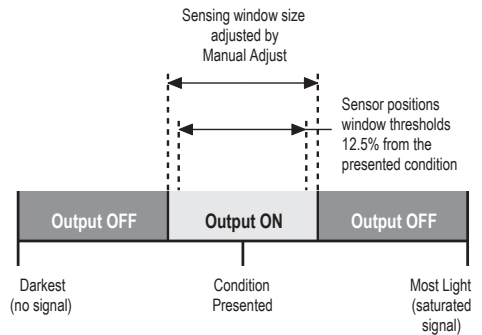 Sensing window size
adjusted by
Manual Adjust
Sensor positions
window thresholds
12.5% from the
presented condition
Output OFF
Output ON
Output OFF
Darkest
(no signal)
Condition
Presented
Most Light
(saturated
signal)